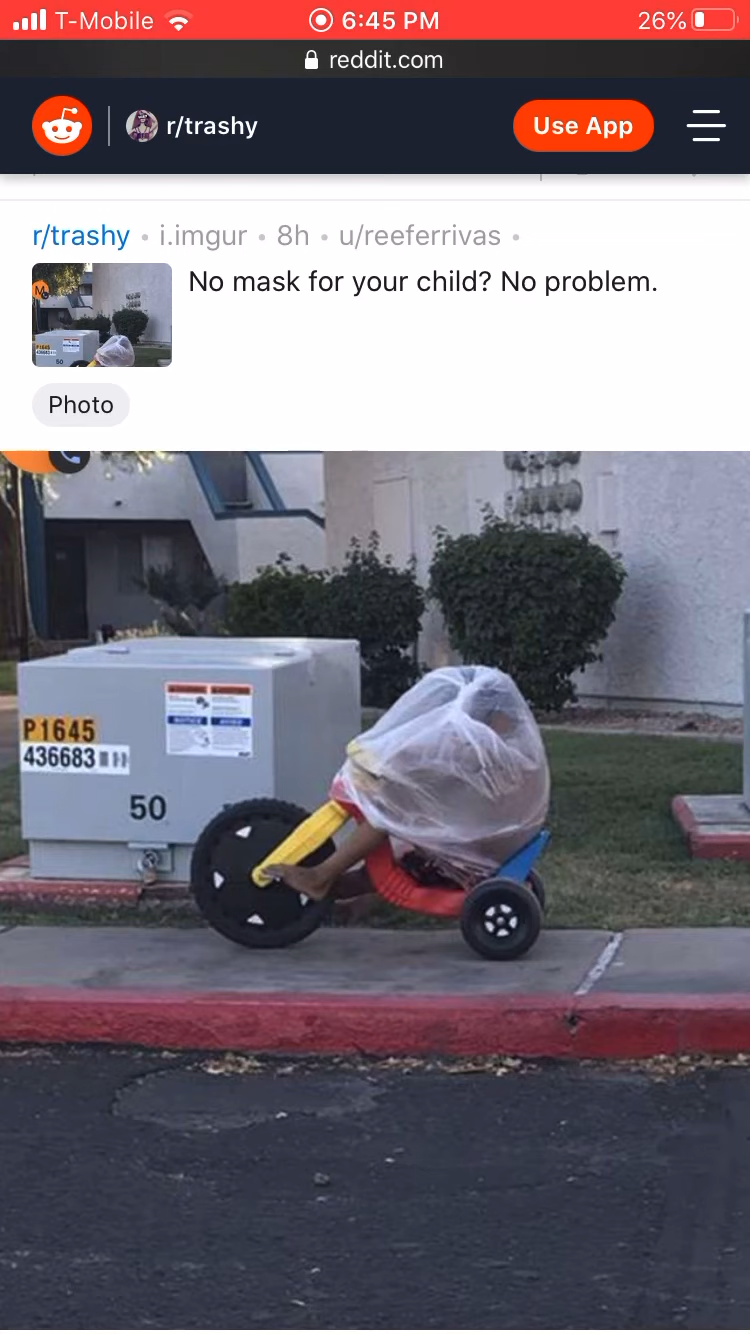 T-Mobile 6:45 PM 26%
reddit.com
r/trashy Use App
r/trashy • i.imgur • 8h • u/reeferrivas •
No mask for your child? No problem.
Photo
P1645
436683
50